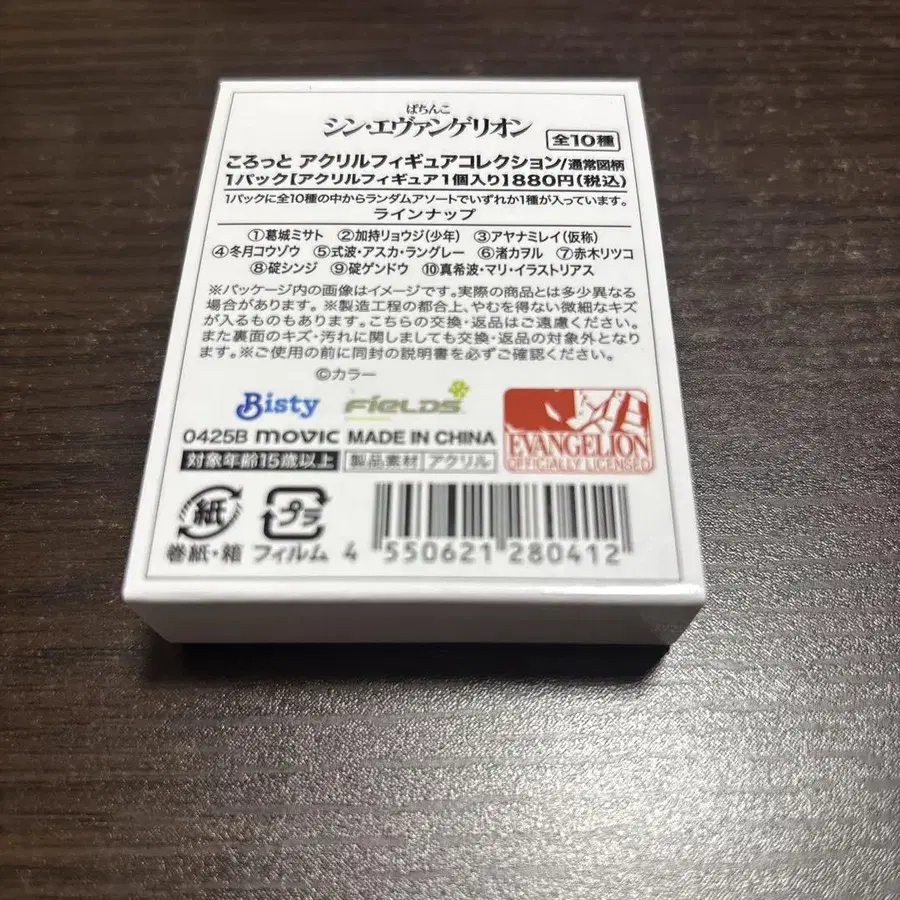 ぱちんこ
シン・エヴァンゲリオン
全10種
ころっと アクリルフィギュアコレクション/通常図柄
1パック【アクリルフィギュア1個入り】880円(税込)
1パックに全10種の中からランダムアソートでいずれか1種が入っています。
ラインナップ
①葛城ミサト ②加持リョウジ(少年) ③アヤナミレイ(仮称)
④冬月コウゾウ ⑤式波・アスカ・ラングレー ⑥渚カヲル ⑦赤木リツコ
⑧碇シンジ ⑨碇ゲンドウ ⑩真希波・マリ・イラストリアス
※パッケージ内の画像はイメージです。実際の商品とは多少異なる
場合があります。※製造工程の都合上、やむを得ない微細なキズ
が入るものもあります。こちらの交換・返品はご遠慮ください。
また裏面のキズ・汚れに関しましても交換・返品の対象外となり
ます。※ご使用の前に同封の説明書を必ずご確認ください。
©カラー
Bisty FIELDS
EVANGELION
OFFICIALLY LICENSED
0425B movic MADE IN CHINA
対象年齢15歳以上 製品素材 アクリル
紙 プラ
巻紙・箱 フィルム 4 550621 280412